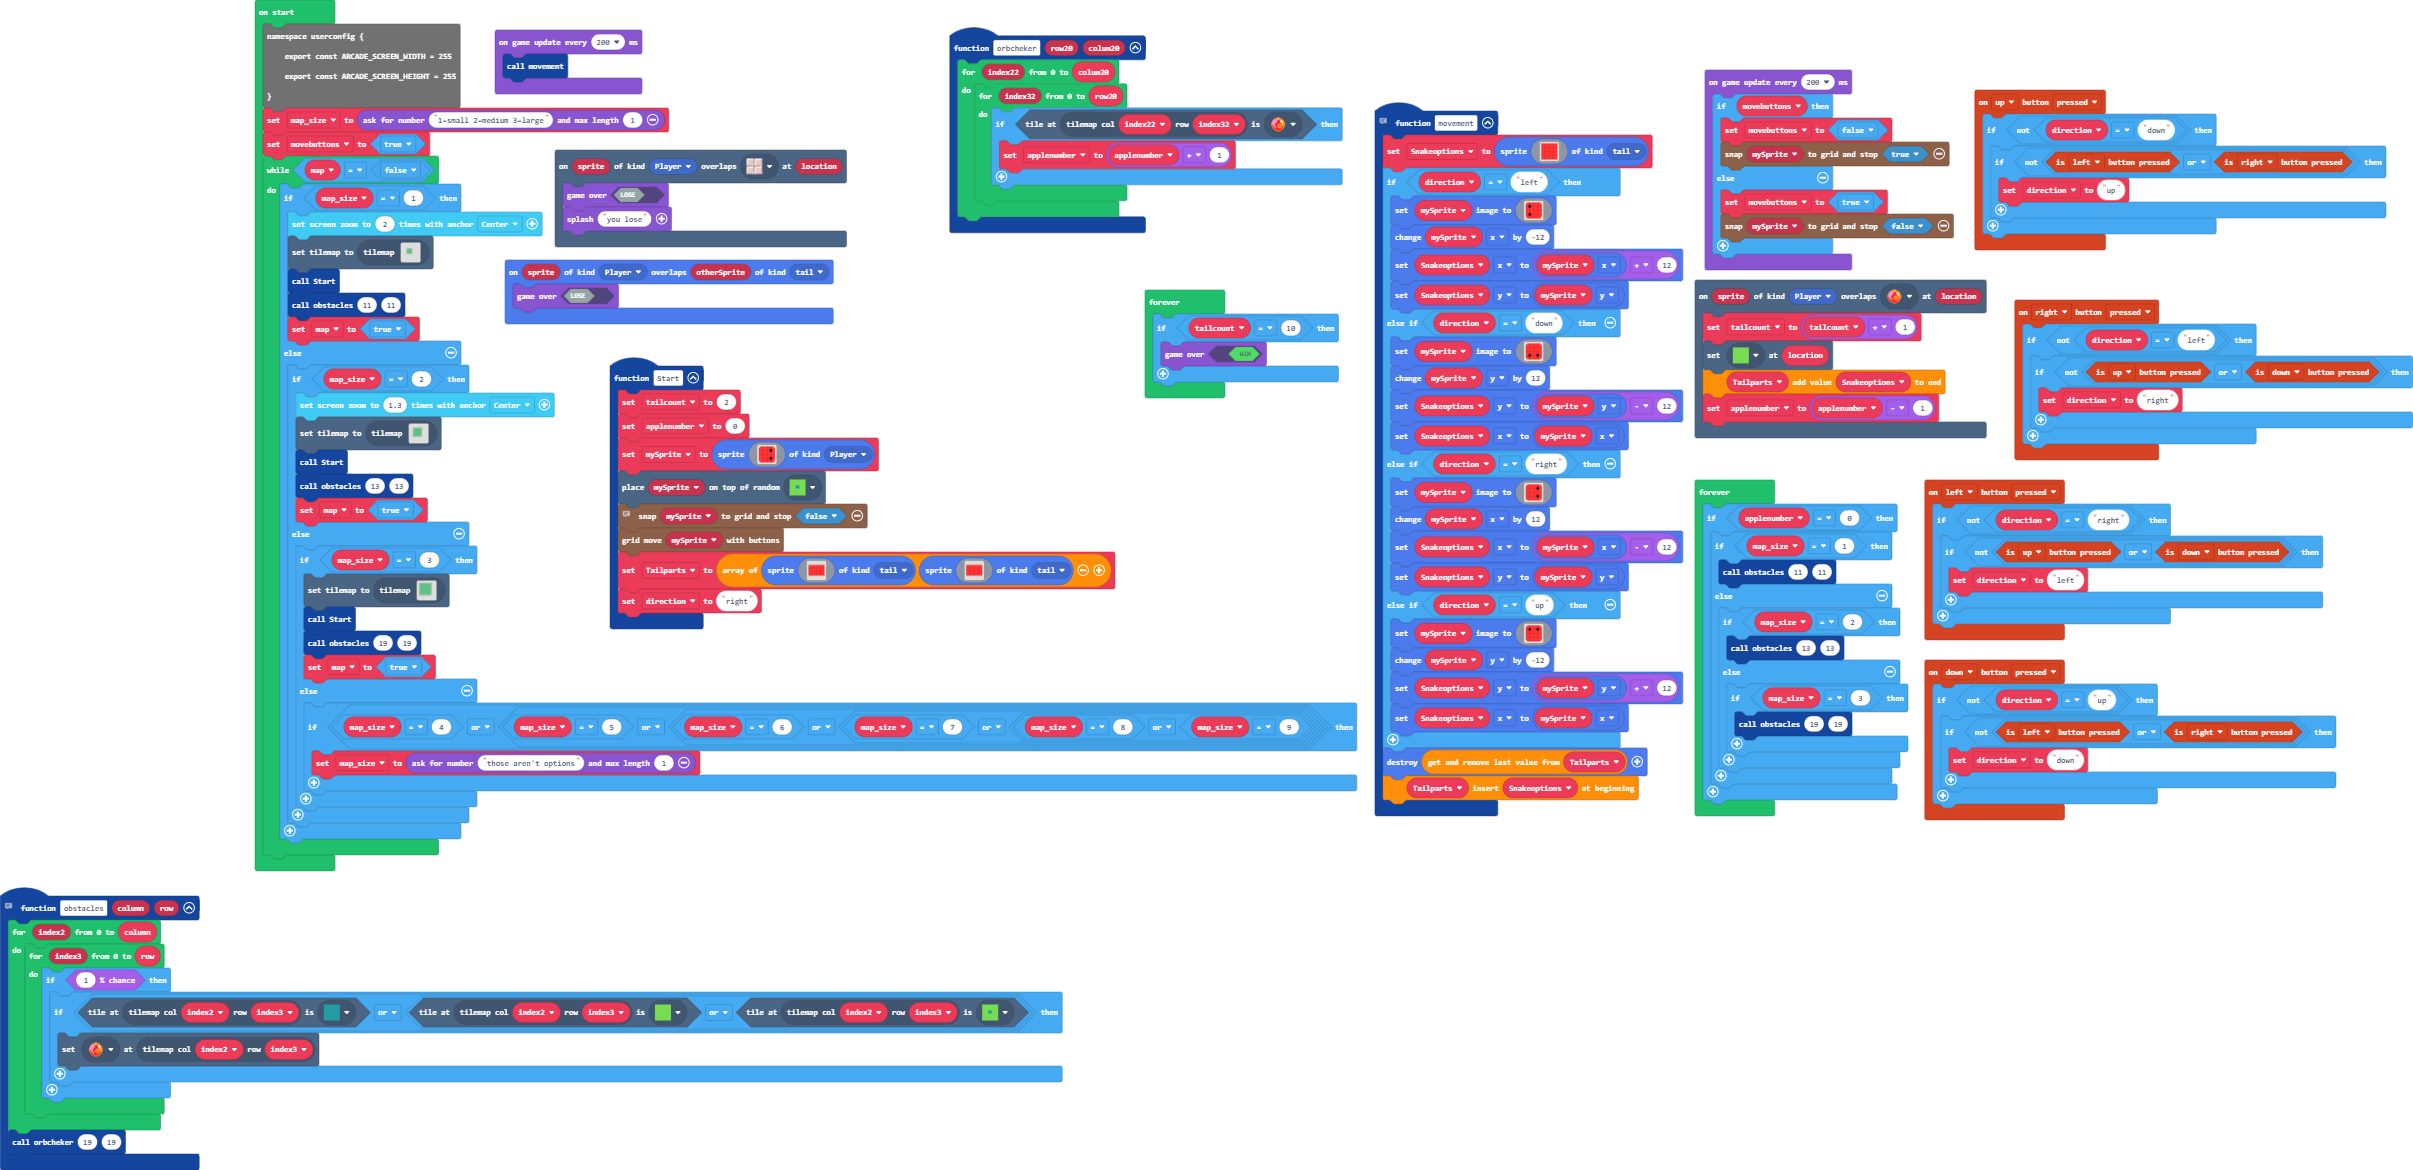 on start
namespace userconfig {
export const ARCADE_SCREEN_WIDTH = 255
export const ARCADE_SCREEN_HEIGHT = 255
}
set map_size to ask for number "1=small 2=medium 3=large" and max length 1
set movebuttons to true
while map = false
do
if map_size = 1 then
set screen zoom to 2 times with anchor Center
set tilemap to tilemap
call Start
call obstacles 11 11
set map to true
else
if map_size = 2 then
set screen zoom to 1.3 times with anchor Center
set tilemap to tilemap
call Start
call obstacles 13 13
set map to true
else
if map_size = 3 then
set tilemap to tilemap
call Start
call obstacles 19 19
set map to true
else
if map_size = 4 or map_size = 5 or map_size = 6 or map_size = 7 or map_size = 8 or map_size = 9 then
set map_size to ask for number "those aren't options" and max length 1
on game update every 200 ms
call movement
on sprite of kind Player overlaps at location
game over LOSE
splash "you lose"
on sprite of kind Player overlaps otherSprite of kind tail
game over LOSE
function Start
set tailcount to 2
set applenumber to 0
set mySprite to sprite of kind Player
place mySprite on top of random
snap mySprite to grid and stop false
grid move mySprite with buttons
set Tailparts to array of sprite of kind tail sprite of kind tail
set direction to "right"
function orbcheker row20 colum20
for index22 from 0 to colum20
do
for index32 from 0 to row20
do
if tile at tilemap col index22 row index32 is then
set applenumber to applenumber + 1
forever
if tailcount = 10 then
game over WIN
function movement
set Snakeoptions to sprite of kind tail
if direction = "left" then
set mySprite image to
change mySprite x by -12
set Snakeoptions x to mySprite x + 12
set Snakeoptions y to mySprite y
else if direction = "down" then
set mySprite image to
change mySprite y by 12
set Snakeoptions y to mySprite y - 12
set Snakeoptions x to mySprite x
else if direction = "right" then
set mySprite image to
change mySprite x by 12
set Snakeoptions x to mySprite x - 12
set Snakeoptions y to mySprite y
else if direction = "up" then
set mySprite image to
change mySprite y by -12
set Snakeoptions y to mySprite y + 12
set Snakeoptions x to mySprite x
destroy get and remove last value from Tailparts
Tailparts insert Snakeoptions at beginning
on game update every 200 ms
if movebuttons then
set movebuttons to false
snap mySprite to grid and stop true
else
set movebuttons to true
snap mySprite to grid and stop false
on sprite of kind Player overlaps at location
set tailcount to tailcount + 1
set at location
Tailparts add value Snakeoptions to end
set applenumber to applenumber - 1
forever
if applenumber = 0 then
if map_size = 1 then
call obstacles 11 11
else
if map_size = 2 then
call obstacles 13 13
else
if map_size = 3 then
call obstacles 19 19
on up button pressed
if not direction = "down" then
if not is left button pressed or is right button pressed then
set direction to "up"
on right button pressed
if not direction = "left" then
if not is up button pressed or is down button pressed then
set direction to "right"
on left button pressed
if not direction = "right" then
if not is up button pressed or is down button pressed then
set direction to "left"
on down button pressed
if not direction = "up" then
if not is left button pressed or is right button pressed then
set direction to "down"
function obstacles column row
for index2 from 0 to column
do
for index3 from 0 to row
do
if 1 % chance then
if tile at tilemap col index2 row index3 is or tile at tilemap col index2 row index3 is or tile at tilemap col index2 row index3 is then
set at tilemap col index2 row index3
call orbcheker 19 19